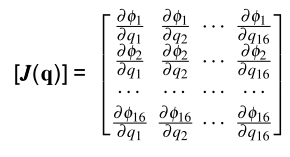 [J(q)] = [ ∂ϕ₁/∂q₁ ∂ϕ₁/∂q₂ ⋯ ∂ϕ₁/∂q₁₆
∂ϕ₂/∂q₁ ∂ϕ₂/∂q₂ ⋯ ∂ϕ₂/∂q₁₆
⋯ ⋯ ⋯ ⋯
∂ϕ₁₆/∂q₁ ∂ϕ₁₆/∂q₂ ⋯ ∂ϕ₁₆/∂q₁₆ ]